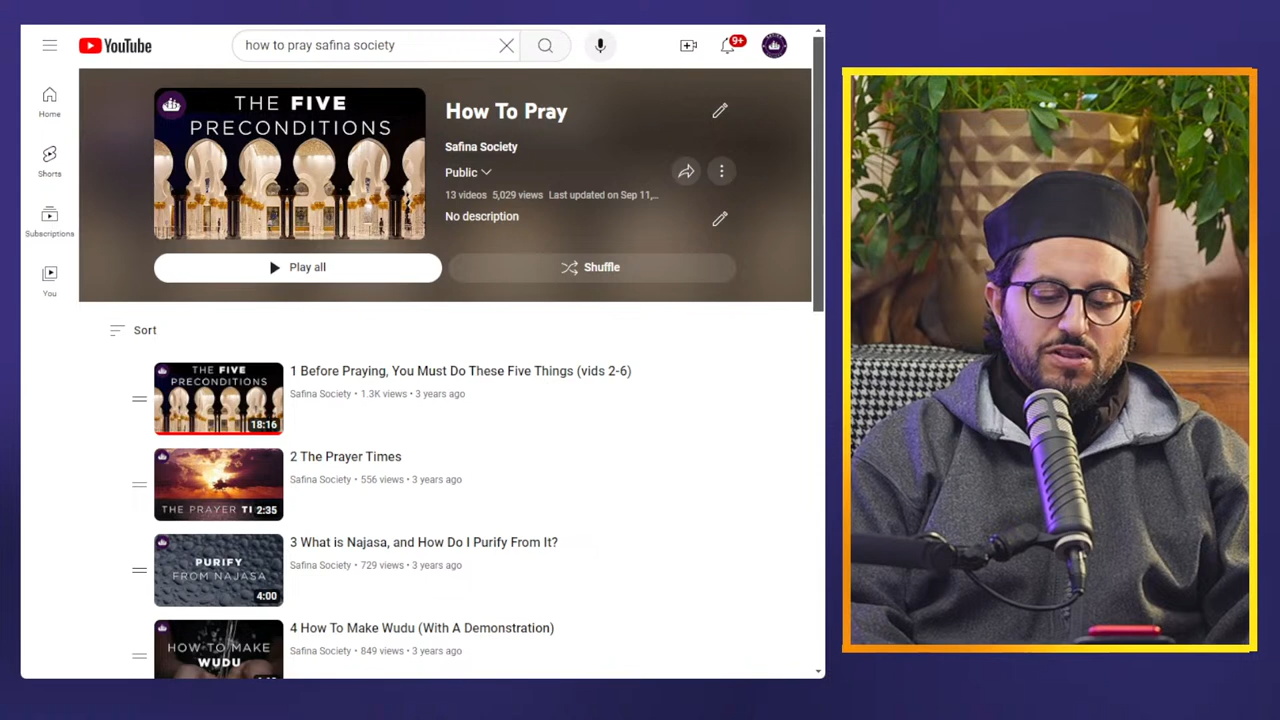 YouTube
how to pray safina society
9+
Home
Shorts
Subscriptions
You
THE FIVE
PRECONDITIONS
How To Pray
Safina Society
Public
13 videos 5,029 views Last updated on Sep 11,...
No description
Play all
Shuffle
Sort
THE FIVE
PRECONDITIONS
18:16
1 Before Praying, You Must Do These Five Things (vids 2-6)
Safina Society • 1.3K views • 3 years ago
THE PRAYER TI
2:35
2 The Prayer Times
Safina Society • 556 views • 3 years ago
PURIFY
FROM NAJASA
4:00
3 What is Najasa, and How Do I Purify From It?
Safina Society • 729 views • 3 years ago
HOW TO MAKE
WUDU
4 How To Make Wudu (With A Demonstration)
Safina Society • 849 views • 3 years ago